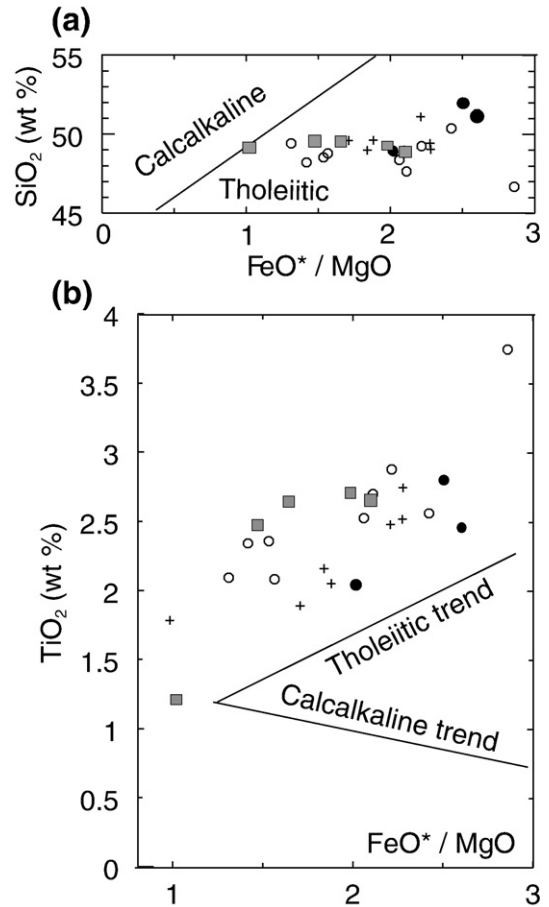 (a)
55
50
45
SiO₂ (wt %)
Calcalkaline
Tholeiitic
0
1
2
3
FeO* / MgO
(b)
4
3.5
3
2.5
2
1.5
1
0.5
0
TiO₂ (wt %)
Tholeiitic trend
Calcalkaline trend
FeO* / MgO
1
2
3